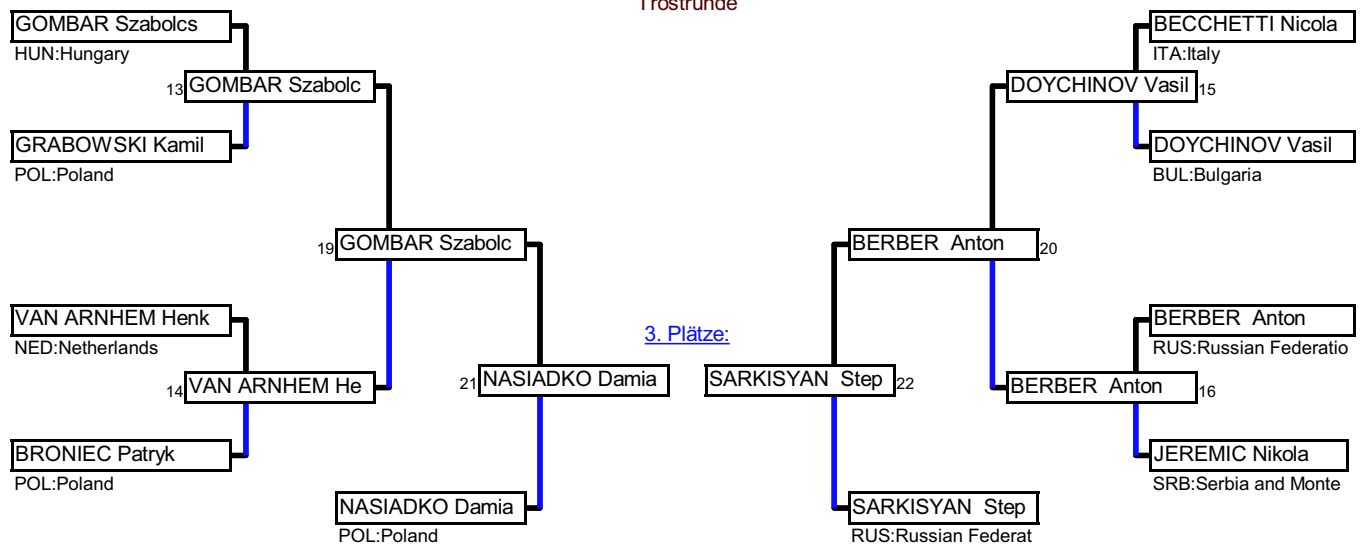 Trostrunde
GOMBAR Szabolcs
HUN:Hungary
13 GOMBAR Szabolc
GRABOWSKI Kamil
POL:Poland
19 GOMBAR Szabolc
VAN ARNHEM Henk
NED:Netherlands
14 VAN ARNHEM He
BRONIEC Patryk
POL:Poland
21 NASIADKO Damia
NASIADKO Damia
POL:Poland
3. Plätze:
BECCHETTI Nicola
ITA:Italy
DOYCHINOV Vasil 15
DOYCHINOV Vasil
BUL:Bulgaria
BERBER Anton 20
BERBER Anton
RUS:Russian Federatio
BERBER Anton 16
JEREMIC Nikola
SRB:Serbia and Monte
SARKISYAN Step 22
SARKISYAN Step
RUS:Russian Federat